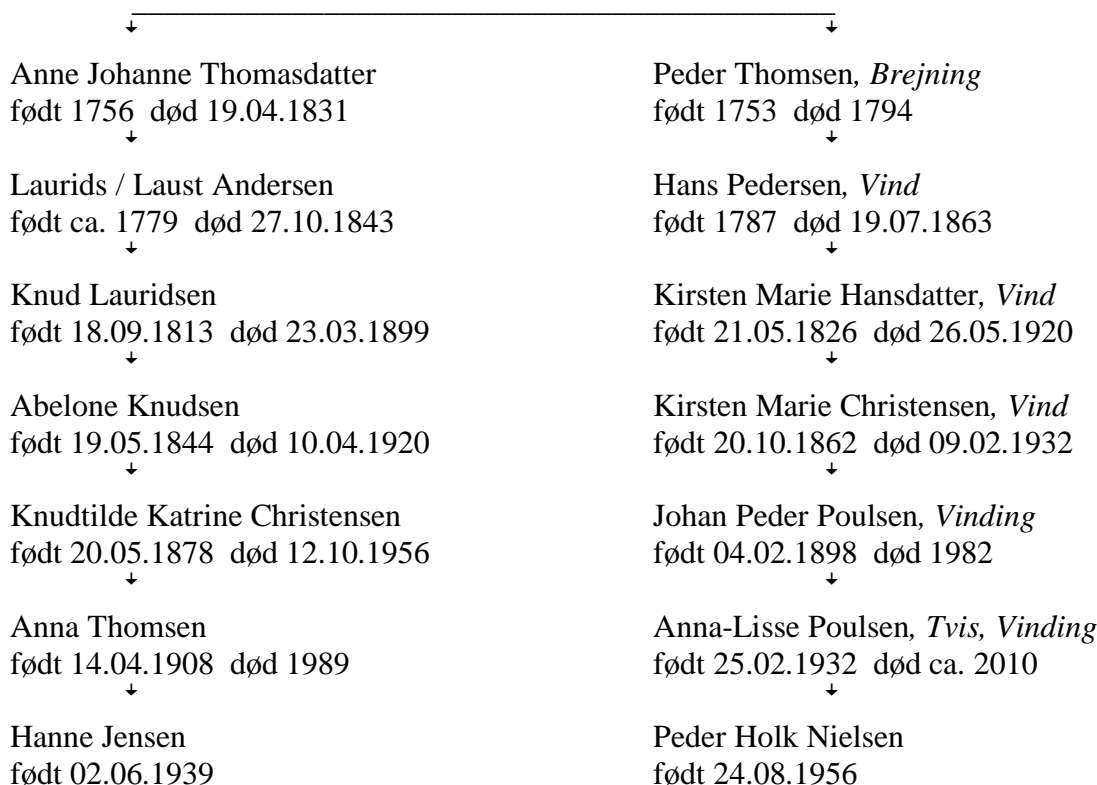 Anne Johanne Thomasdatter
født 1756 død 19.04.1831
Laurids / Laust Andersen
født ca. 1779 død 27.10.1843
Knud Lauridsen
født 18.09.1813 død 23.03.1899
Abelone Knudsen
født 19.05.1844 død 10.04.1920
Knudtilde Katrine Christensen
født 20.05.1878 død 12.10.1956
Anna Thomsen
født 14.04.1908 død 1989
Hanne Jensen
født 02.06.1939
Peder Thomsen, Brejning
født 1753 død 1794
Hans Pedersen, Vind
født 1787 død 19.07.1863
Kirsten Marie Hansdatter, Vind
født 21.05.1826 død 26.05.1920
Kirsten Marie Christensen, Vind
født 20.10.1862 død 09.02.1932
Johan Peder Poulsen, Vinding
født 04.02.1898 død 1982
Anna-Lisse Poulsen, Tvis, Vinding
født 25.02.1932 død ca. 2010
Peder Holk Nielsen
født 24.08.1956